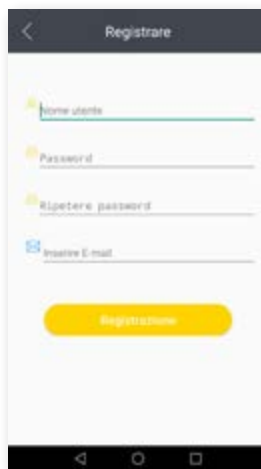 Registrare
Nome utente
Password
Ripetere password
Inserire E-mail
Registrazione